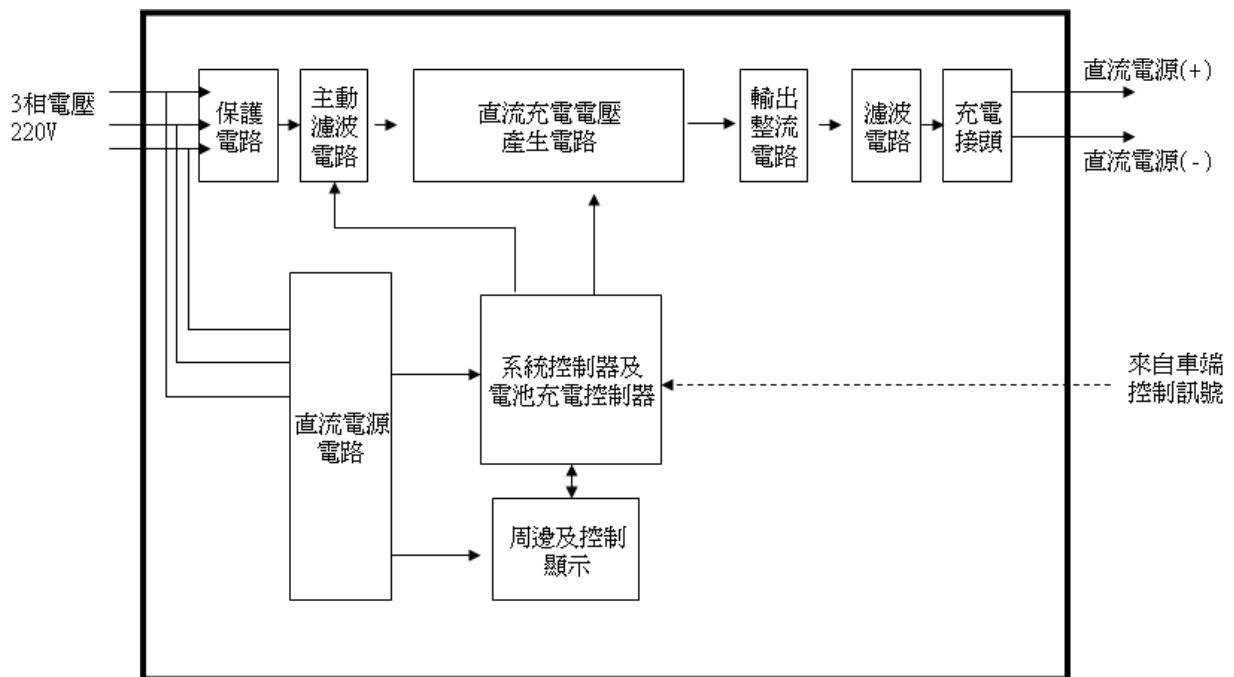 3相電壓
220V
保護
電路
主動
濾波
電路
直流充電電壓
產生電路
輸出
整流
電路
濾波
電路
充電
接頭
直流電源(+)
直流電源(-)
直流電源
電路
系統控制器及
電池充電控制器
來自車端
控制訊號
周邊及控制
顯示